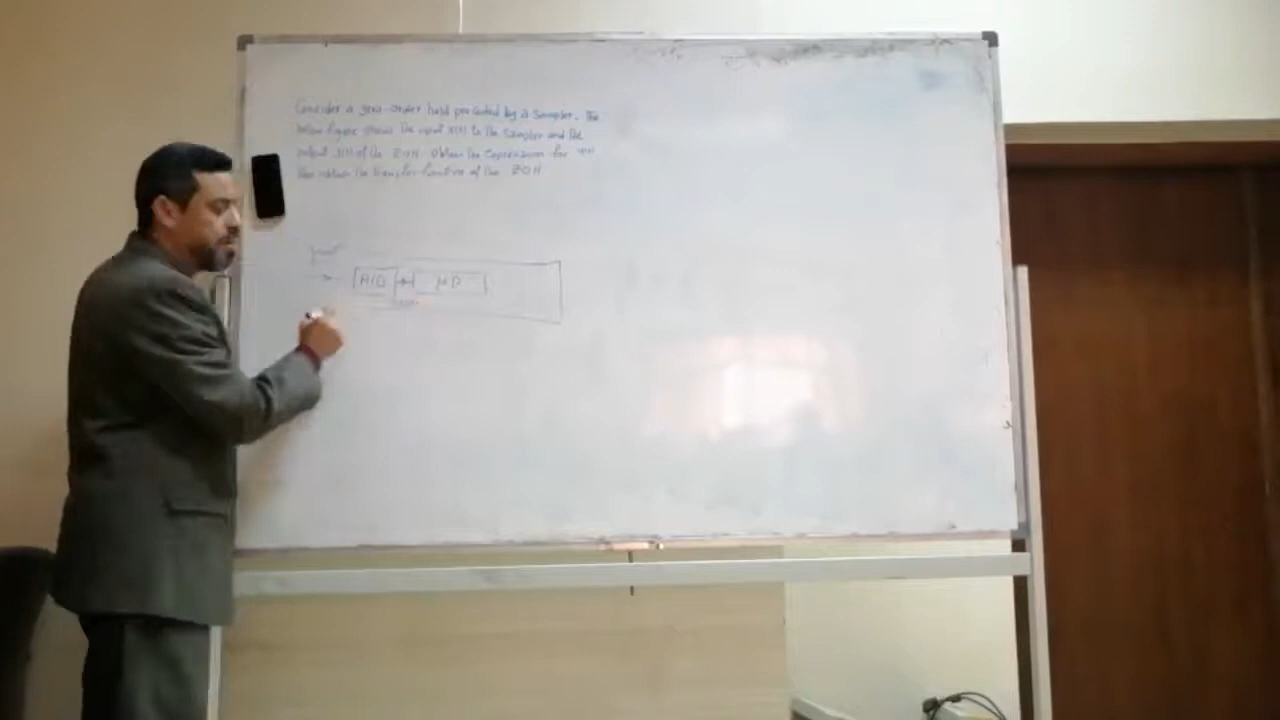 Consider a zero-order hold preceded by a Sampler. The
below figure shows the input x(t) to the Sampler and the
output y(t) of the ZOH. Obtain the expression for y(t)
then obtain the transfer function of the ZOH
A/D
μP